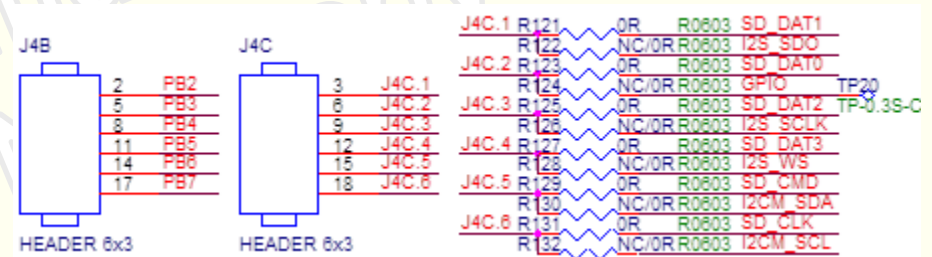 J4B
2 PB2
5 PB3
8 PB4
11 PB5
14 PB6
17 PB7
HEADER 6x3
J4C
3 J4C.1
6 J4C.2
9 J4C.3
12 J4C.4
15 J4C.5
18 J4C.6
HEADER 6x3
J4C.1 R121 0R R0603 SD_DAT1
R122 NC/0R R0603 I2S_SDO
J4C.2 R123 0R R0603 SD_DAT0
R124 NC/0R R0603 GPIO TP20
J4C.3 R125 0R R0603 SD_DAT2 TP-0.3S-C
R126 NC/0R R0603 I2S_SCLK
J4C.4 R127 0R R0603 SD_DAT3
R128 NC/0R R0603 I2S_WS
J4C.5 R129 0R R0603 SD_CMD
R130 NC/0R R0603 I2CM_SDA
J4C.6 R131 0R R0603 SD_CLK
R132 NC/0R R0603 I2CM_SCL